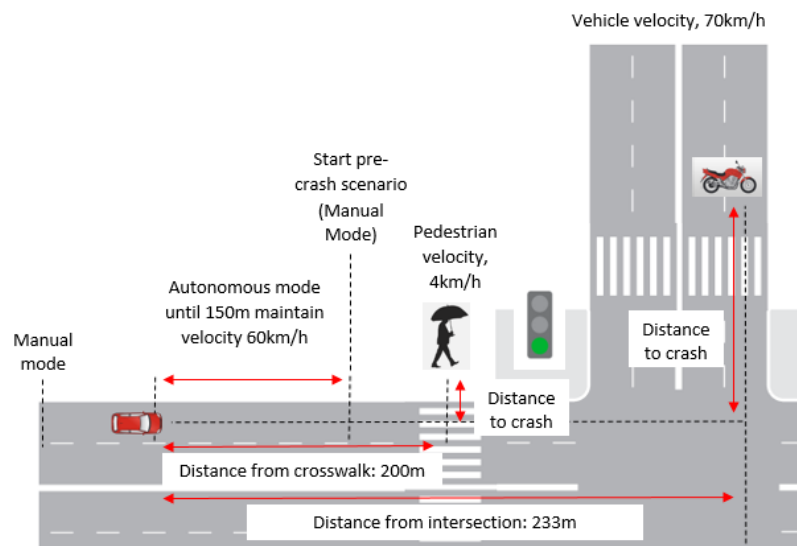 Vehicle velocity, 70km/h
Start pre-
crash scenario
(Manual
Mode)
Pedestrian
velocity,
4km/h
Autonomous mode
until 150m maintain
velocity 60km/h
Manual
mode
Distance
to crash
Distance
to crash
Distance from crosswalk: 200m
Distance from intersection: 233m